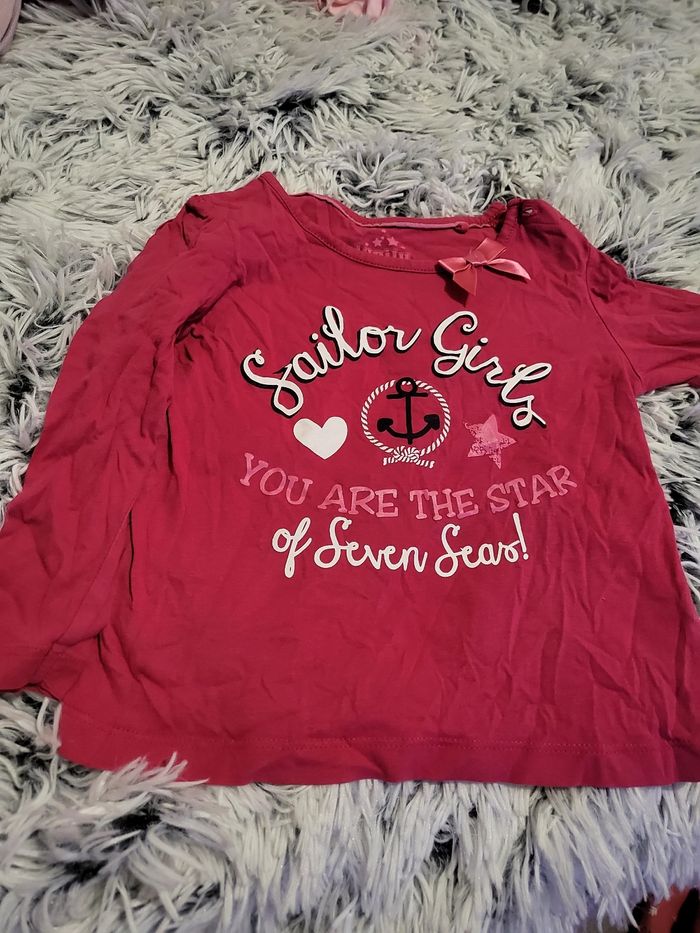 Sailor Girls
YOU ARE THE STAR
of Seven Seas!